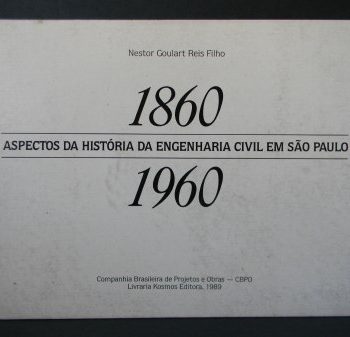 Nestor Goulart Reis Filho
1860
ASPECTOS DA HISTÓRIA DA ENGENHARIA CIVIL EM SÃO PAULO
1960
Companhia Brasileira de Projetos e Obras — CBPO
Livraria Kosmos Editora, 1989